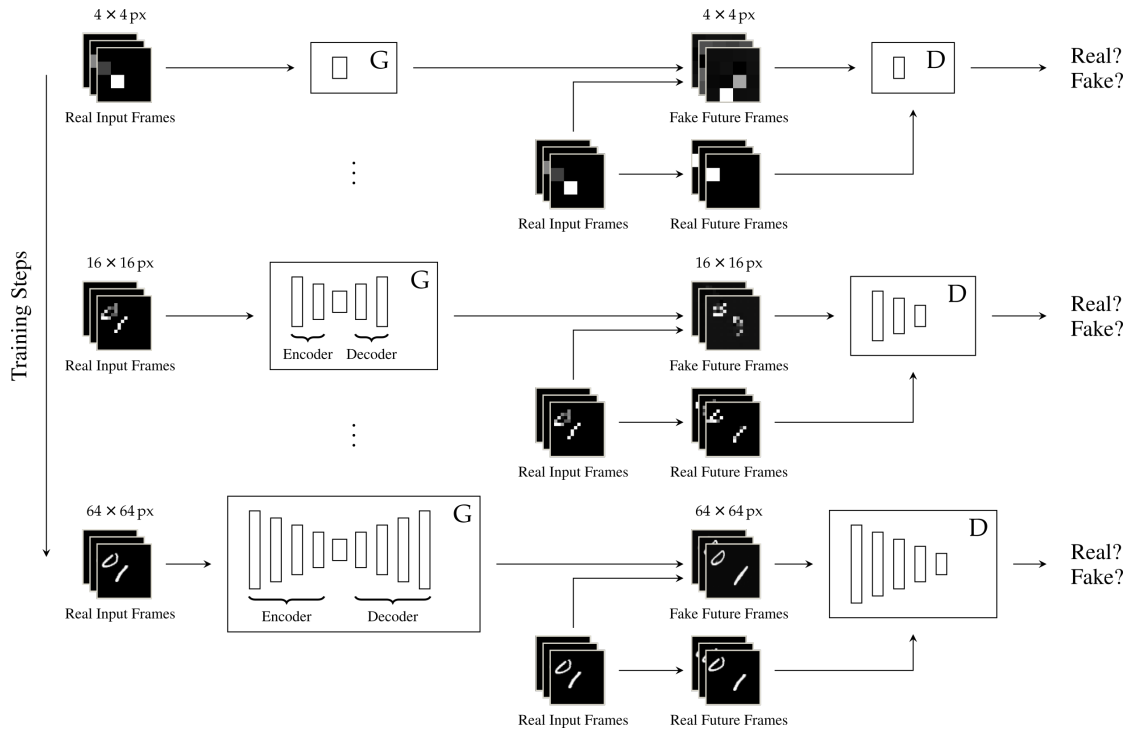 4 × 4 px
4 × 4 px
G
D
Real?
Fake?
Real Input Frames
Fake Future Frames
Real Input Frames
Real Future Frames
Training Steps
16 × 16 px
16 × 16 px
G
D
Real?
Fake?
Encoder
Decoder
Real Input Frames
Fake Future Frames
Real Input Frames
Real Future Frames
64 × 64 px
64 × 64 px
G
D
Real?
Fake?
Encoder
Decoder
Real Input Frames
Fake Future Frames
Real Input Frames
Real Future Frames